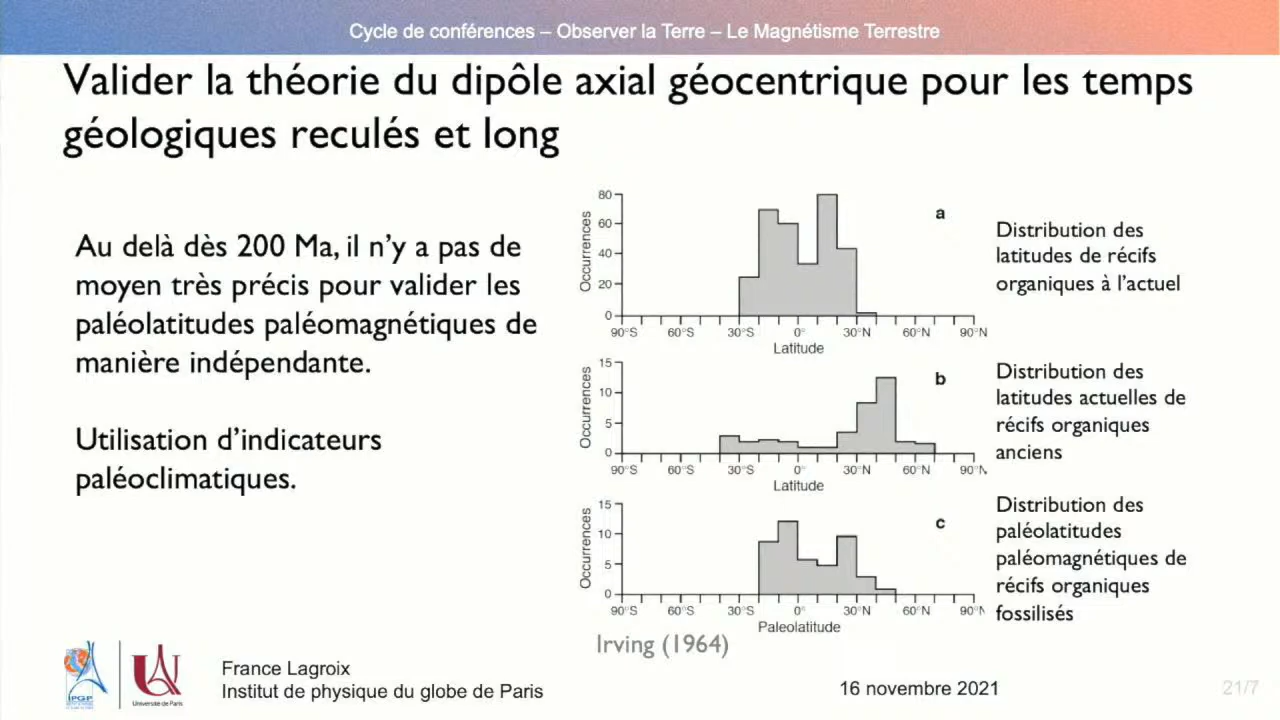 Cycle de conférences – Observer la Terre – Le Magnétisme Terrestre
Valider la théorie du dipôle axial géocentrique pour les temps
géologiques reculés et long
Au delà dès 200 Ma, il n’y a pas de
moyen très précis pour valider les
paléolatitudes paléomagnétiques de
manière indépendante.
Utilisation d’indicateurs
paléoclimatiques.
Occurrences
80
60
40
20
0
a
90°S 60°S 30°S 0° 30°N 60°N 90°N
Latitude
Distribution des
latitudes de récifs
organiques à l’actuel
Occurrences
15
10
5
0
b
90°S 60°S 30°S 0° 30°N 60°N 90°N
Latitude
Distribution des
latitudes actuelles de
récifs organiques
anciens
Occurrences
15
10
5
0
c
90°S 60°S 30°S 0° 30°N 60°N 90°N
Paleolatitude
Distribution des
paléolatitudes
paléomagnétiques de
récifs organiques
fossilisés
Irving (1964)
IPGP
Université de Paris
France Lagroix
Institut de physique du globe de Paris
16 novembre 2021
21/7